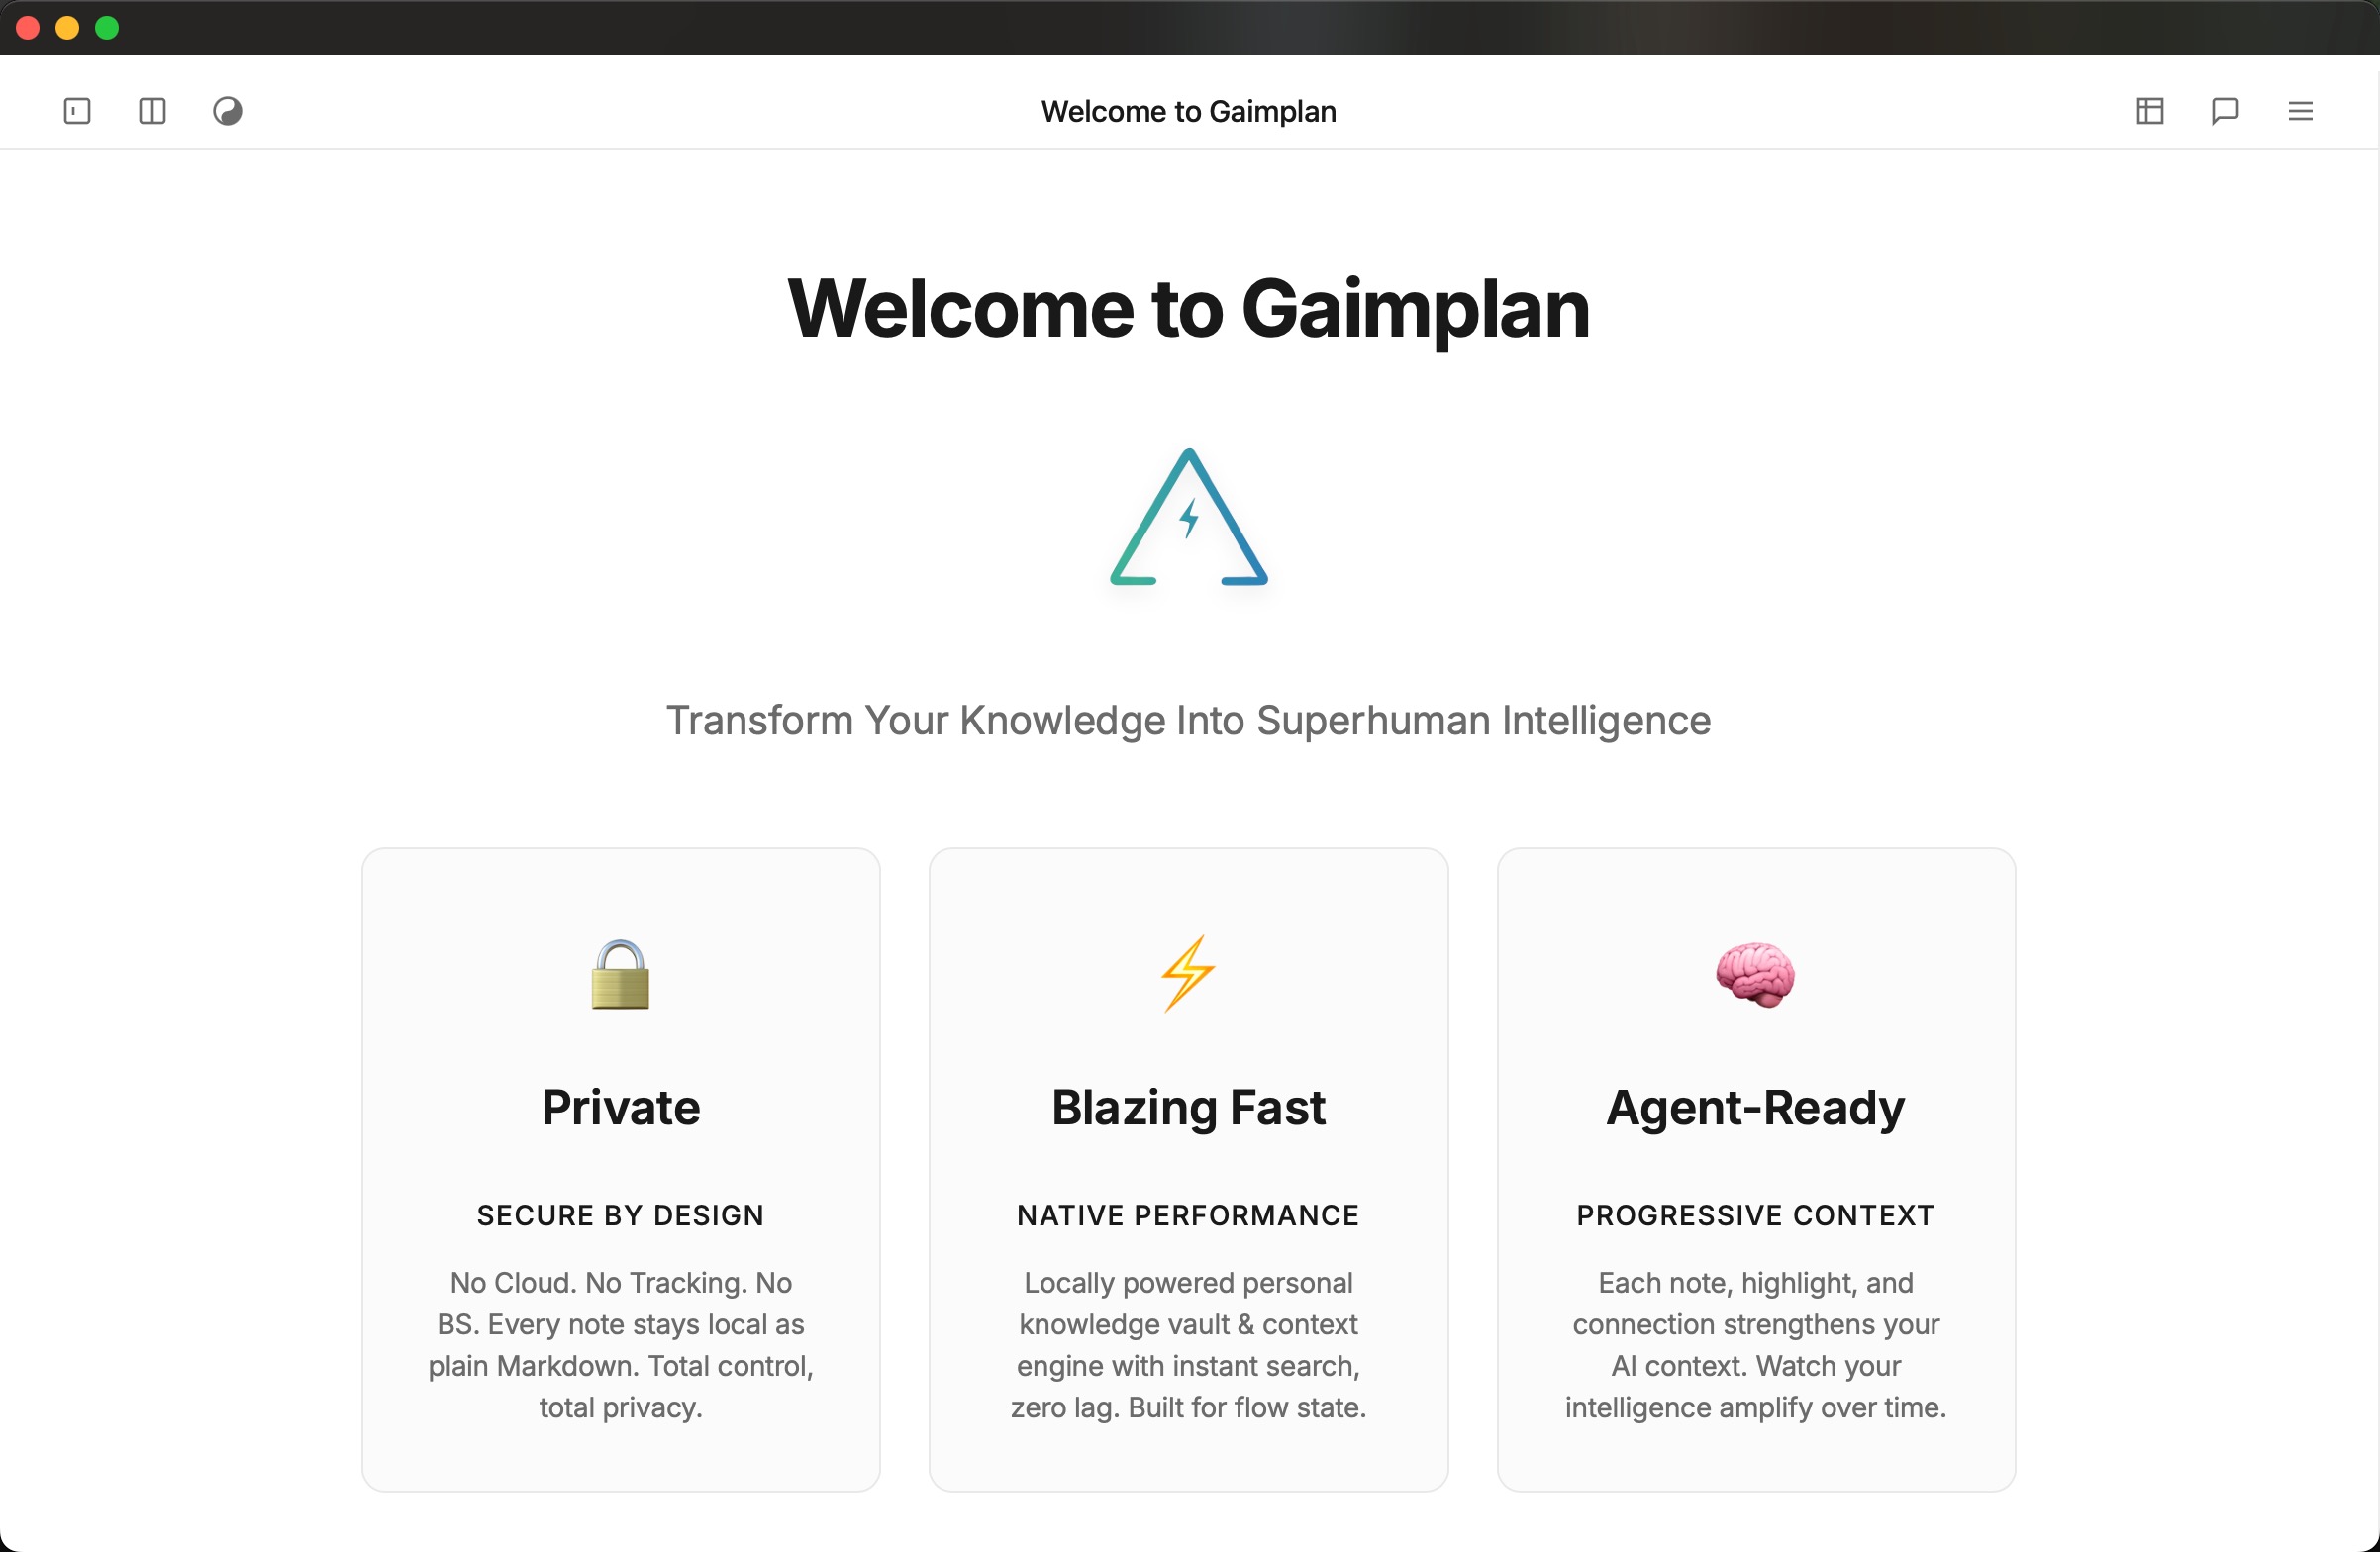 Welcome to Gaimplan
Welcome to Gaimplan
Transform Your Knowledge Into Superhuman Intelligence
Private
SECURE BY DESIGN
No Cloud. No Tracking. No
BS. Every note stays local as
plain Markdown. Total control,
total privacy.
Blazing Fast
NATIVE PERFORMANCE
Locally powered personal
knowledge vault & context
engine with instant search,
zero lag. Built for flow state.
Agent-Ready
PROGRESSIVE CONTEXT
Each note, highlight, and
connection strengthens your
AI context. Watch your
intelligence amplify over time.